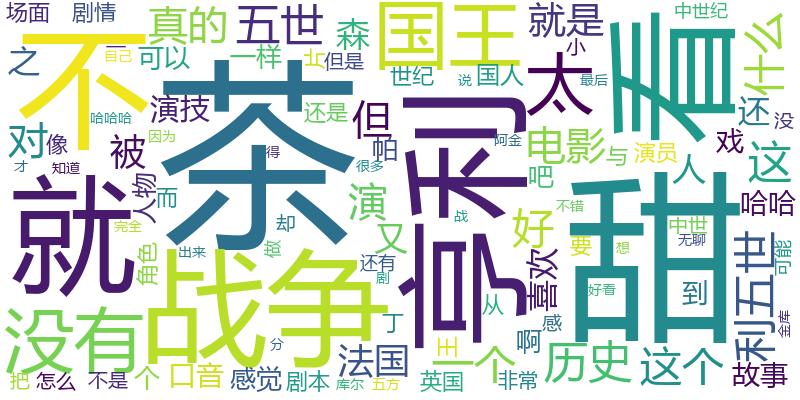 场面 剧情 真的 五世 森 国王 就是 中世纪
之 不 可以 一样 小 但是 世纪 国人 太 看 什么
自己 哈哈哈 演技 还是 但 说 最后 还 没
对 像 被 因为 茶 得 帕 亨利 阿金 电影 与 演员 戏 这
才 知道 很多 吧 人 哈哈
就 人物 而 演 又 好 不错 甜 中世
完全 却 要 想 无聊 利五世
角色 出来 做 还有 战 喜欢 可能
没有 战争 剧 从 好看 到 金库
分 丁 王 啊 感
把 怎么 不是 个 口音 感觉 剧本 法国 库尔 五方 英国 一个 非常 历史 这个 故事